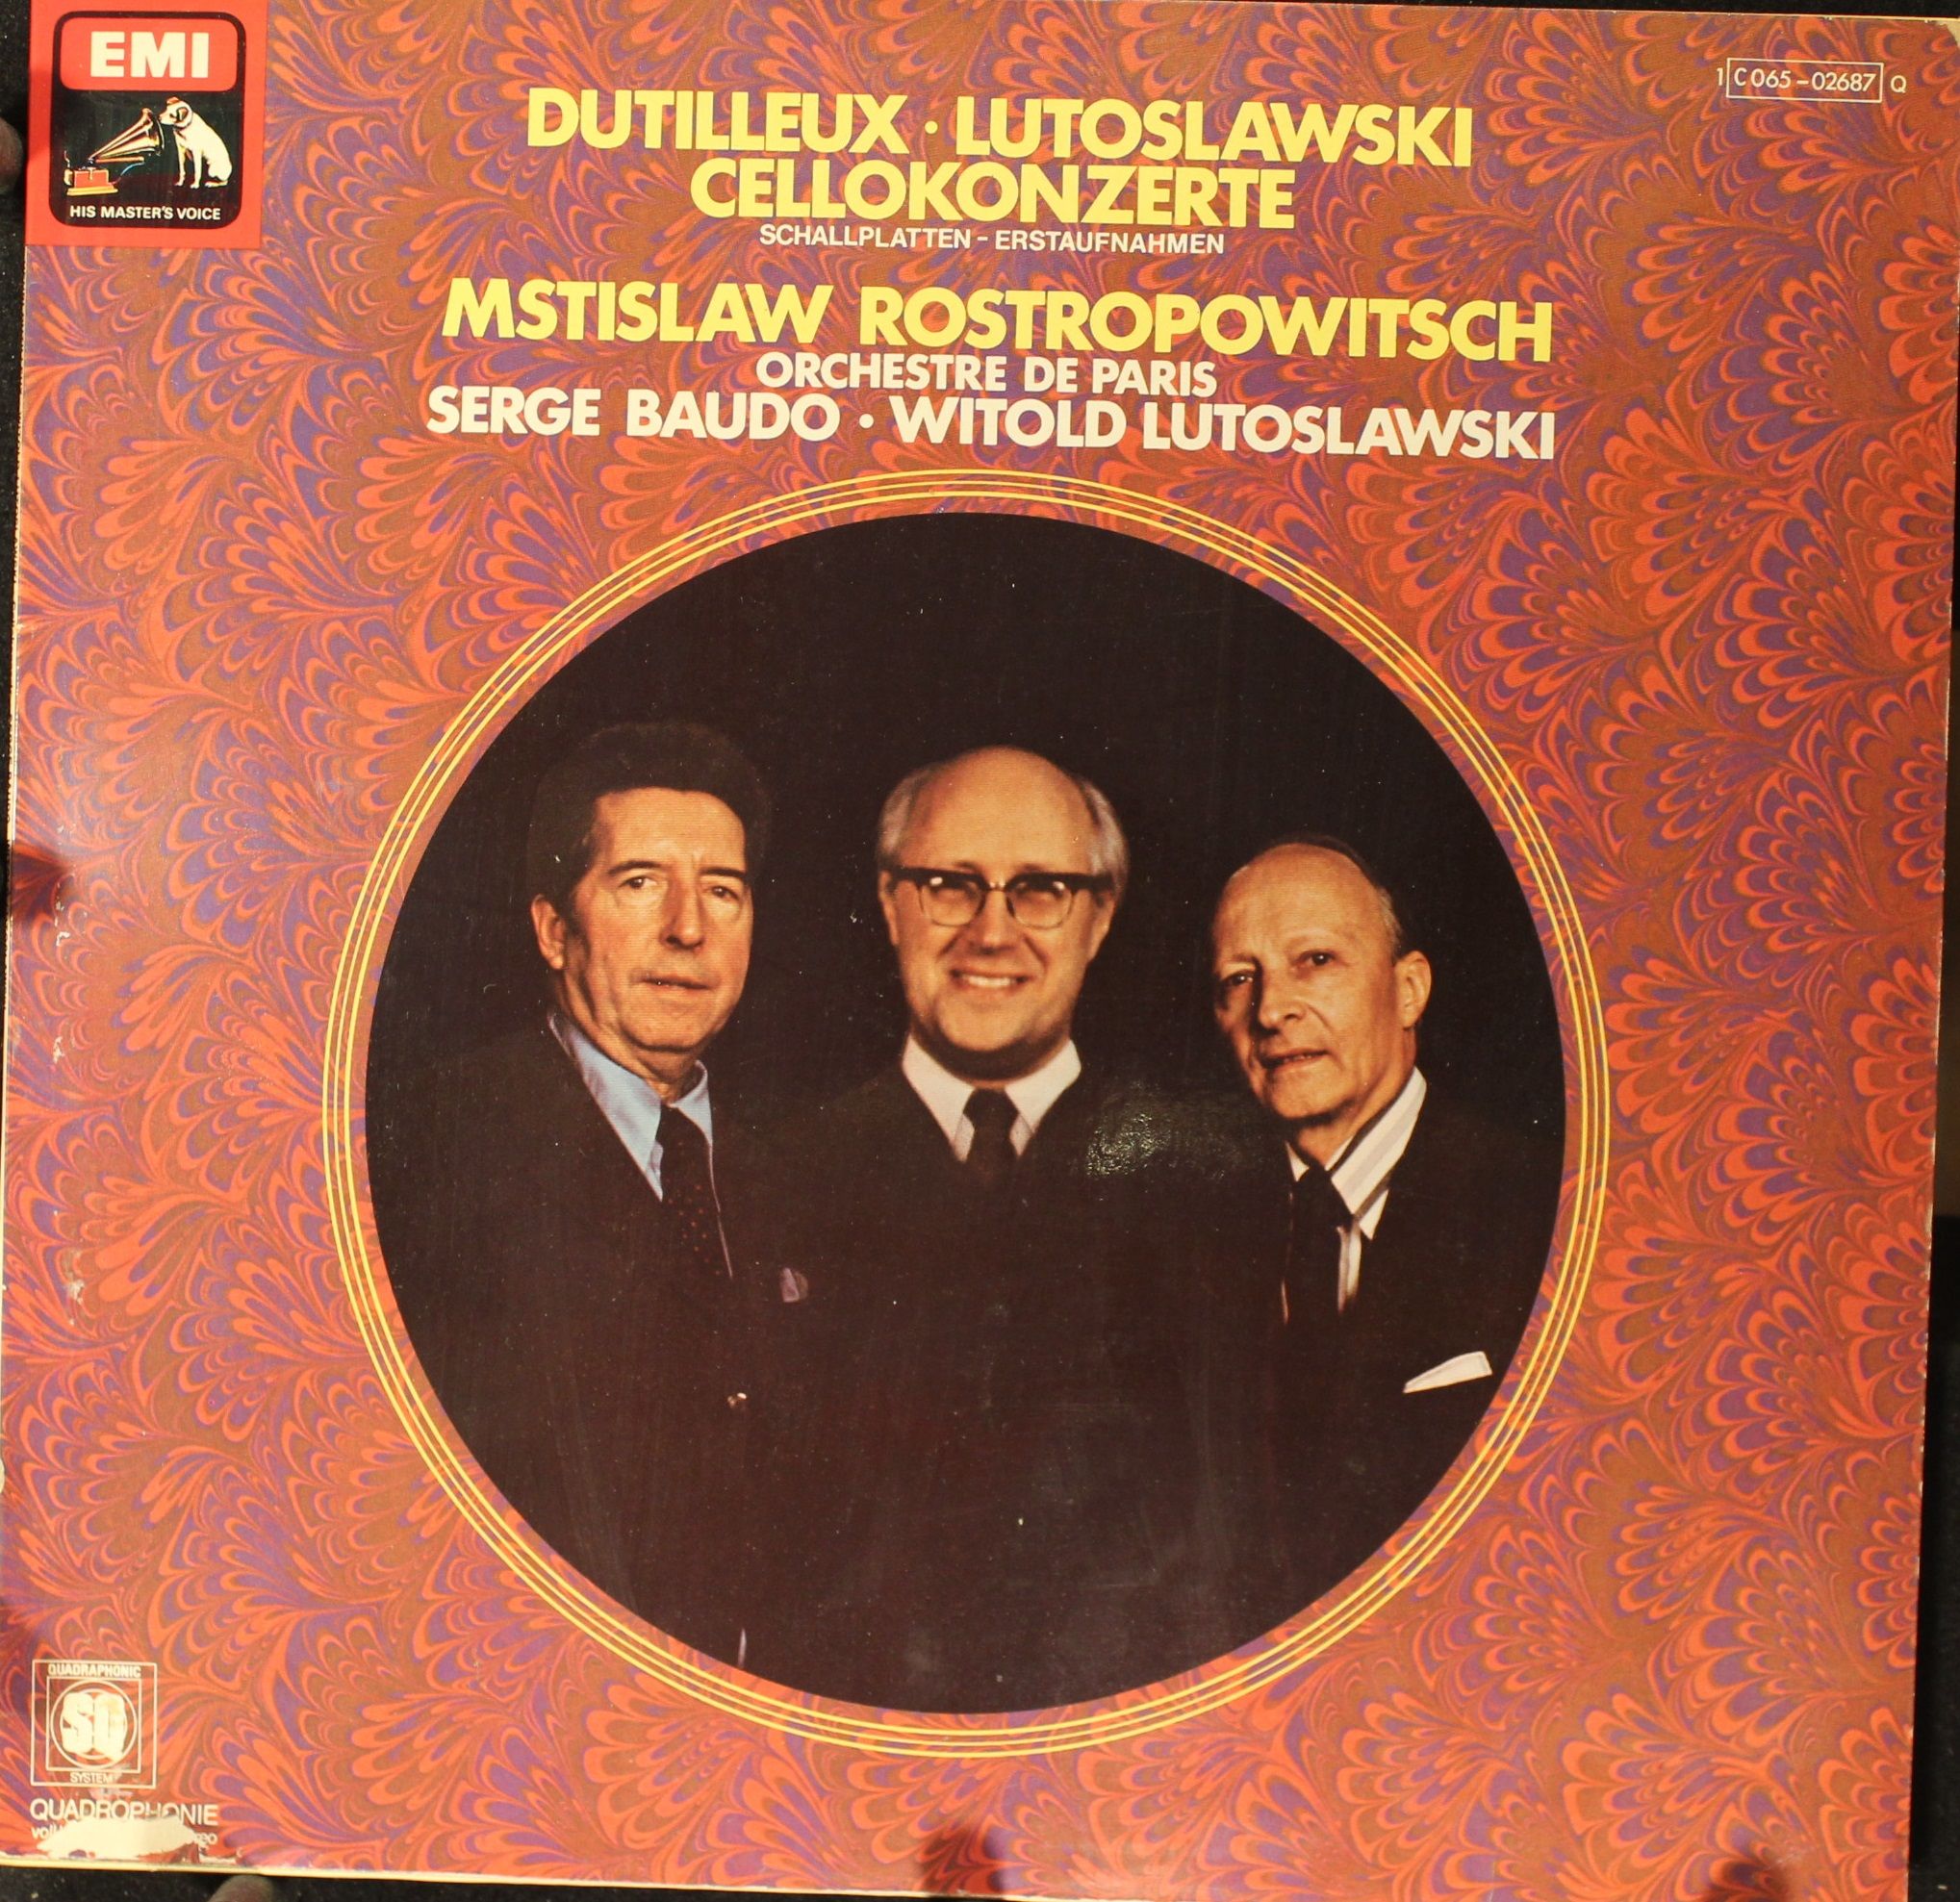 EMI
HIS MASTER'S VOICE
1 C 065-02687 Q
DUTILLEUX · LUTOSLAWSKI
CELLOKONZERTE
SCHALLPLATTEN - ERSTAUFNAHMEN
MSTISLAW ROSTROPOWITSCH
ORCHESTRE DE PARIS
SERGE BAUDO · WITOLD LUTOSLAWSKI
QUADRAPHONIC
SQ
SYSTEM
QUADROPHONIE